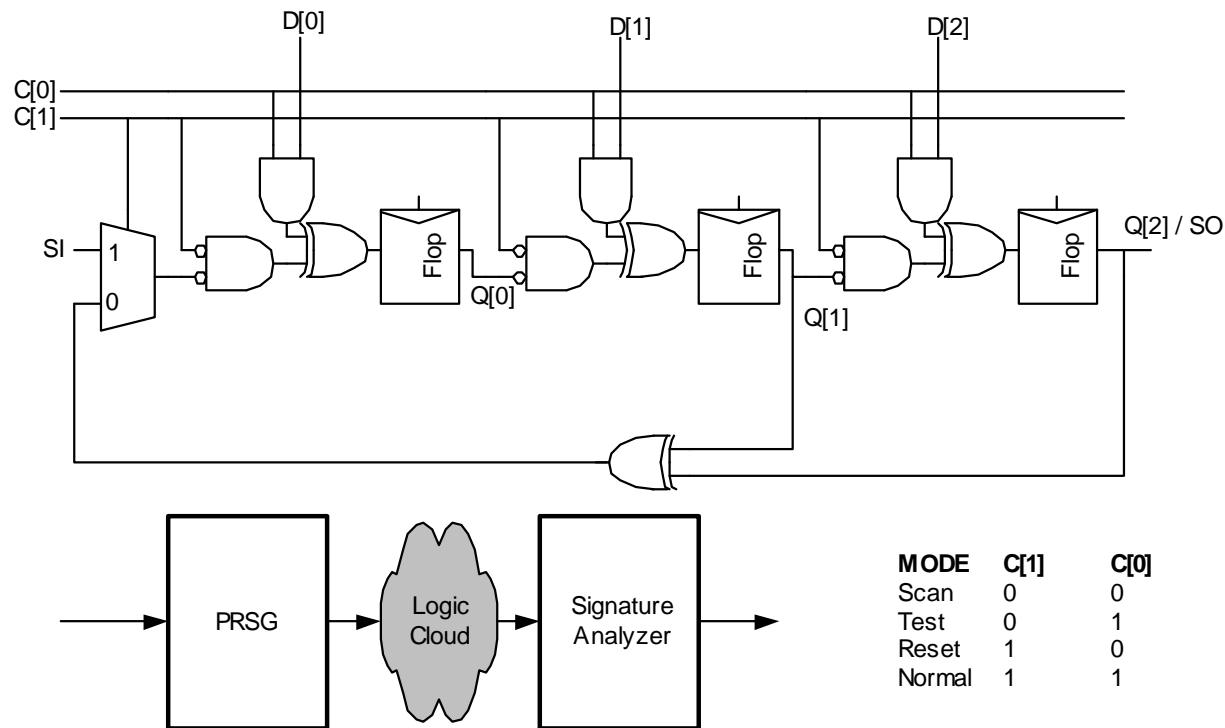 D[0]
D[1]
D[2]
C[0]
C[1]
SI
1
0
Flop
Q[0]
Flop
Q[1]
Flop
Q[2] / SO
PRSG
Logic
Cloud
Signature
Analyzer
MODE C[1] C[0]
Scan 0 0
Test 0 1
Reset 1 0
Normal 1 1